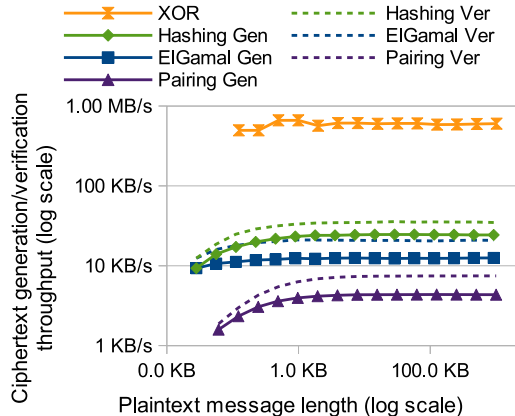 XOR
Hashing Gen
ElGamal Gen
Pairing Gen
Hashing Ver
ElGamal Ver
Pairing Ver
Ciphertext generation/verification
throughput (log scale)
1.00 MB/s
100 KB/s
10 KB/s
1 KB/s
0.0 KB
1.0 KB
100.0 KB
Plaintext message length (log scale)